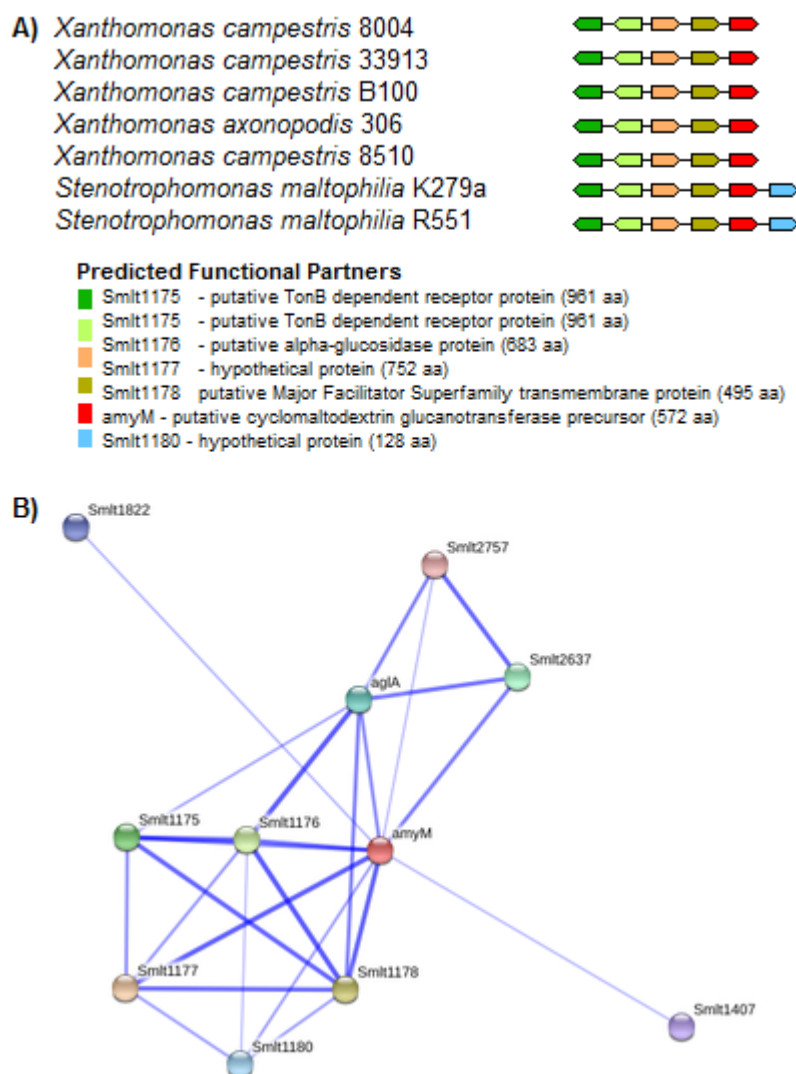 A) Xanthomonas campestris 8004
Xanthomonas campestris 33913
Xanthomonas campestris B100
Xanthomonas axonopodis 306
Xanthomonas campestris 8510
Stenotrophomonas maltophilia K279a
Stenotrophomonas maltophilia R551
Predicted Functional Partners
Smlt1175 - putative TonB dependent receptor protein (961 aa)
Smlt1175 - putative TonB dependent receptor protein (961 aa)
Smlt1176 - putative alpha-glucosidase protein (683 aa)
Smlt1177 - hypothetical protein (752 aa)
Smlt1178 putative Major Facilitator Superfamily transmembrane protein (495 aa)
amyM - putative cyclomaltodextrin glucanotransferase precursor (572 aa)
Smlt1180 - hypothetical protein (128 aa)
B)
Smlt1822
Smlt2757
Smlt2637
aglA
Smlt1175
Smlt1176
amyM
Smlt1177
Smlt1178
Smlt1407
Smlt1180